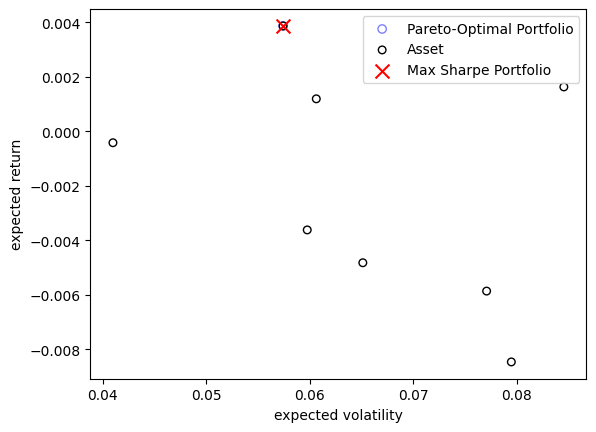 Pareto-Optimal Portfolio
Asset
Max Sharpe Portfolio
0.004
0.002
0.000
−0.002
−0.004
−0.006
−0.008
expected return
0.04 0.05 0.06 0.07 0.08
expected volatility